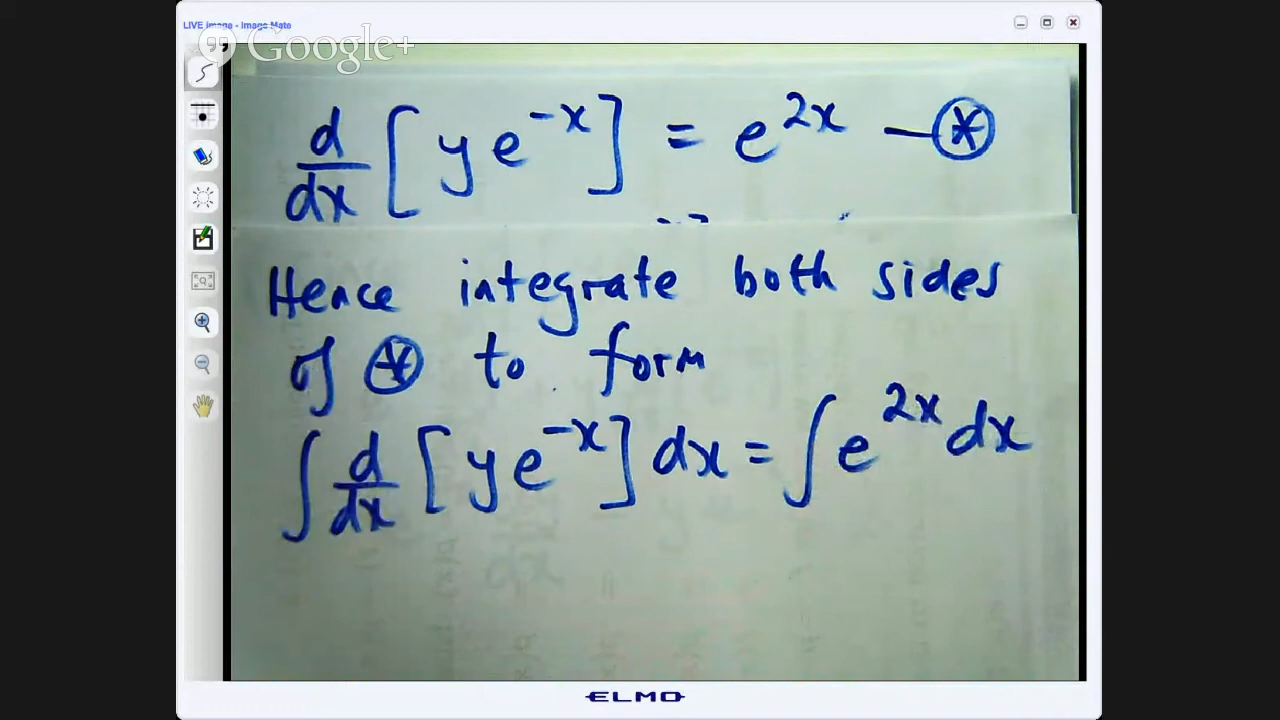 LIVE image - Image Mate
Google+
d/dx [ye^{-x}] = e^{2x} —⊛
Hence integrate both sides
of ⊛ to form
∫ d/dx [ye^{-x}] dx = ∫ e^{2x} dx
ELMO